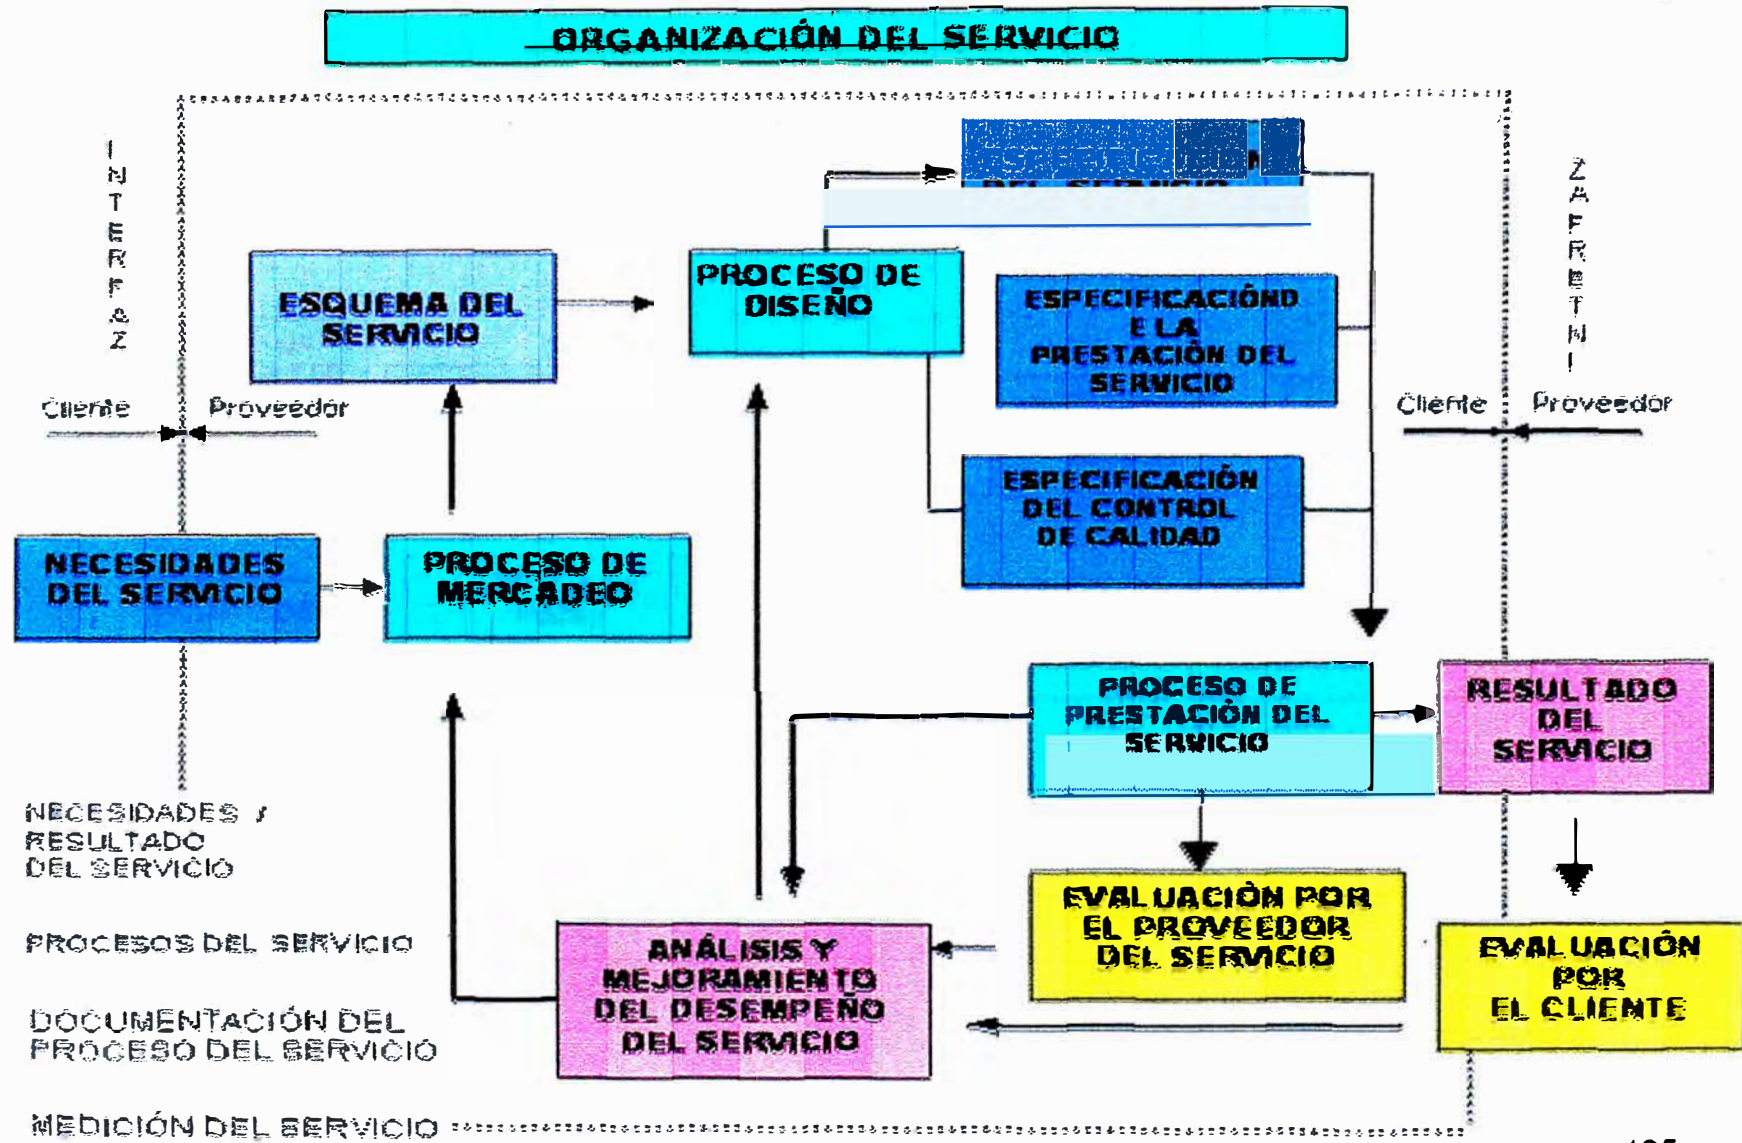 ORGANIZACIÓN DEL SERVICIO
I
N
T
E
R
F
A
Z
Z
A
F
R
E
T
N
I
DEL SERVICIO
ESQUEMA DEL
SERVICIO
PROCESO DE
DISEÑO
ESPECIFICACIÓND
E LA
PRESTACIÓN DEL
SERVICIO
Cliente
Proveedor
Cliente
Proveedor
ESPECIFICACIÓN
DEL CONTROL
DE CALIDAD
NECESIDADES
DEL SERVICIO
PROCESO DE
MERCADEO
PROCESO DE
PRESTACIÓN DEL
SERVICIO
RESULTADO
DEL
SERVICIO
NECESIDADES /
RESULTADO
DEL SERVICIO
EVALUACIÓN POR
EL PROVEEDOR
DEL SERVICIO
PROCESOS DEL SERVICIO
ANÁLISIS Y
MEJORAMIENTO
DEL DESEMPEÑO
DEL SERVICIO
EVALUACIÓN
POR
EL CLIENTE
DOCUMENTACIÓN DEL
PROCESO DEL SERVICIO
MEDICIÓN DEL SERVICIO